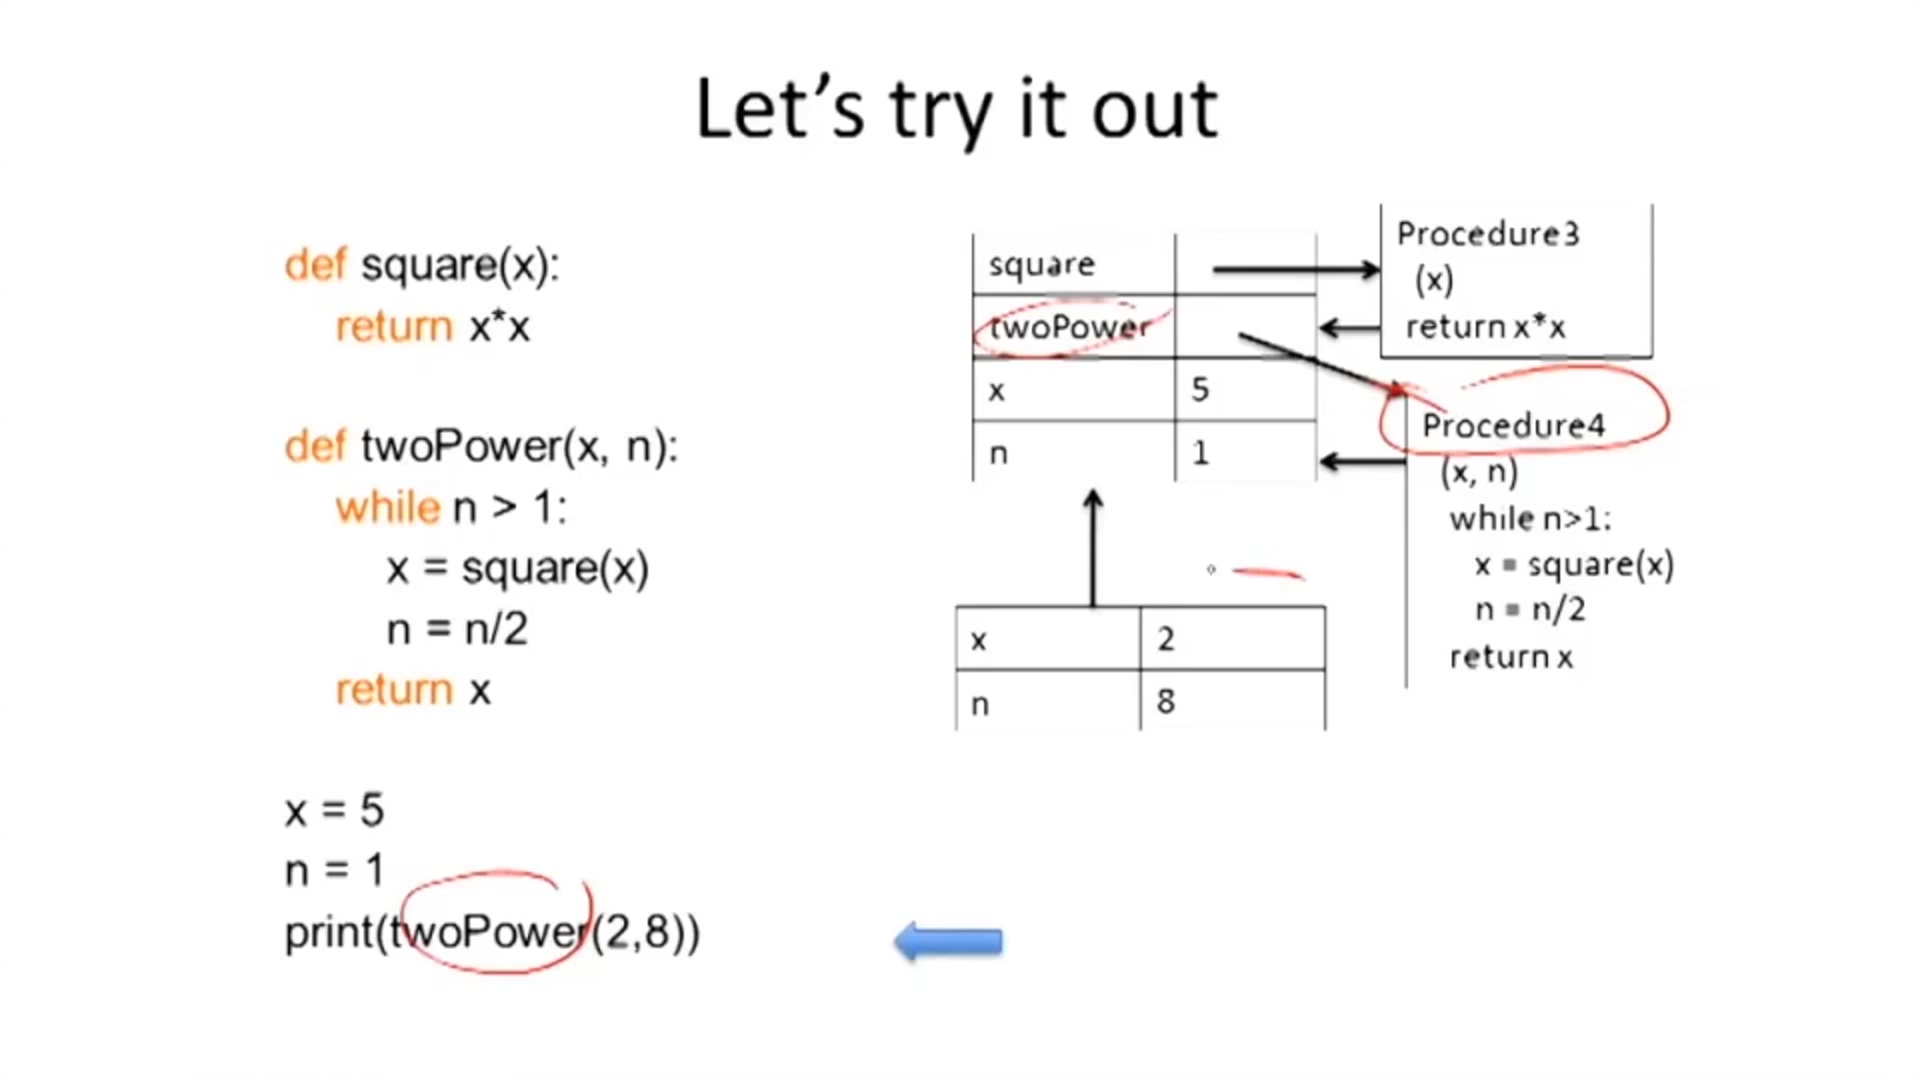 Let’s try it out
def square(x):
return x*x
def twoPower(x, n):
while n > 1:
x = square(x)
n = n/2
return x
x = 5
n = 1
print(twoPower(2,8))
square
twoPower
x 5
n 1
Procedure3
(x)
return x*x
Procedure4
(x, n)
while n>1:
x = square(x)
n = n/2
return x
x 2
n 8